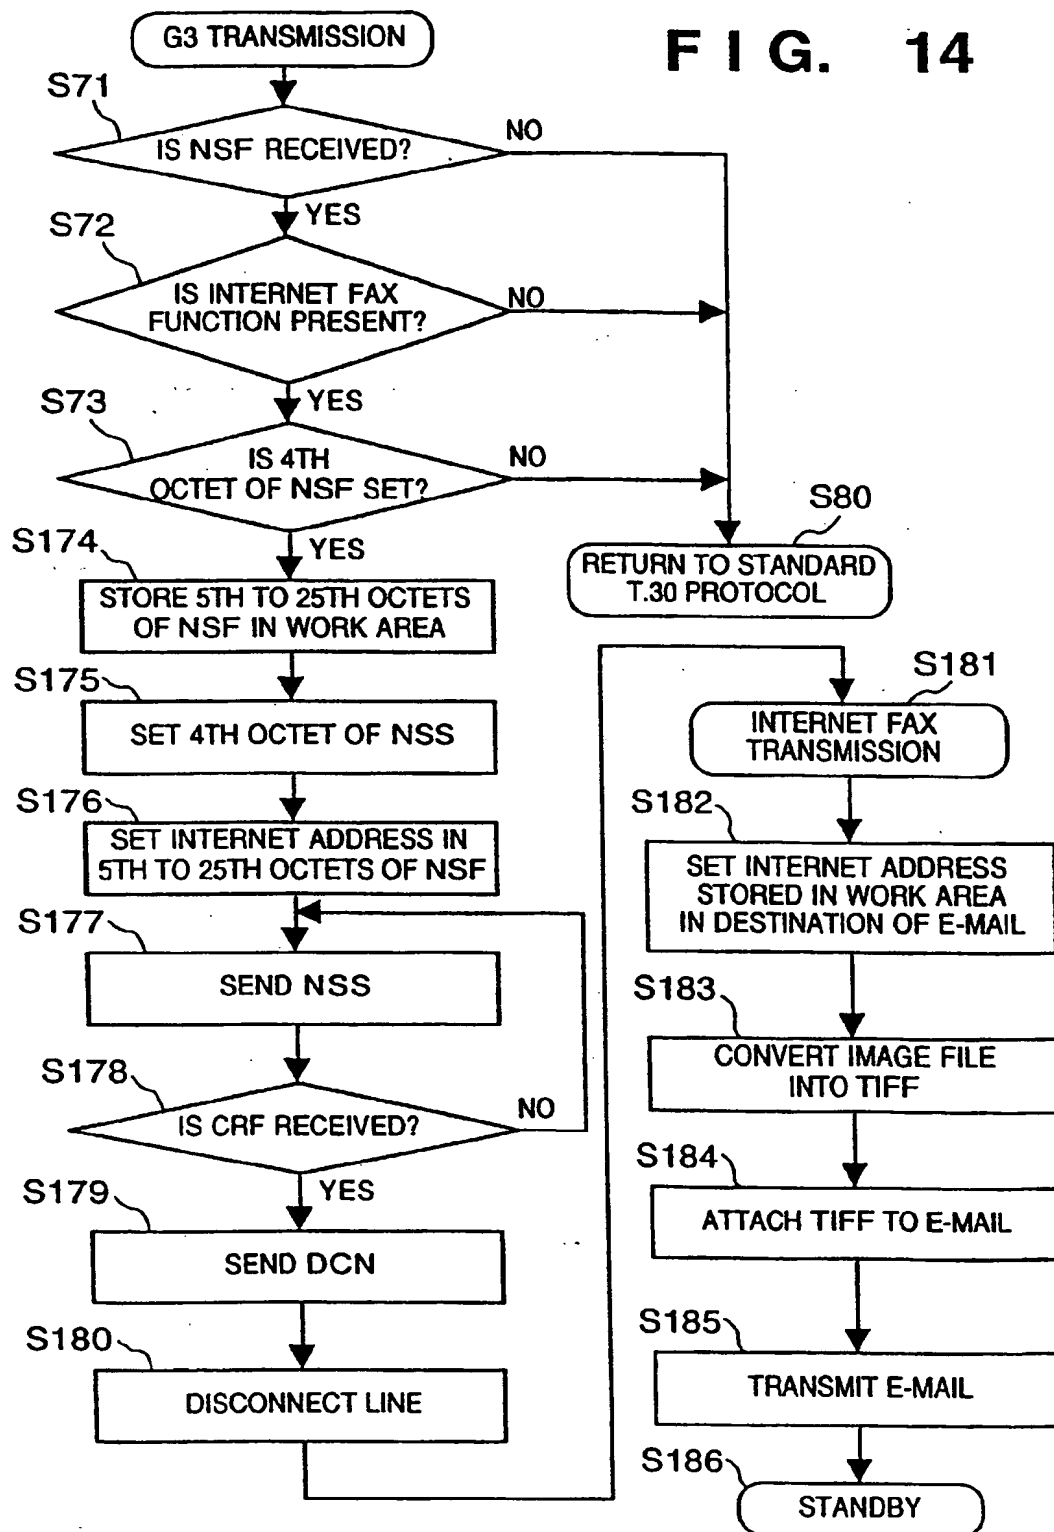 FIG. 14
G3 TRANSMISSION
S71
IS NSF RECEIVED?
NO
YES
S72
IS INTERNET FAX
FUNCTION PRESENT?
NO
YES
S73
IS 4TH
OCTET OF NSF SET?
NO
YES
S80
RETURN TO STANDARD
T.30 PROTOCOL
S174
STORE 5TH TO 25TH OCTETS
OF NSF IN WORK AREA
S175
SET 4TH OCTET OF NSS
S176
SET INTERNET ADDRESS IN
5TH TO 25TH OCTETS OF NSF
S177
SEND NSS
S178
IS CRF RECEIVED?
NO
YES
S179
SEND DCN
S180
DISCONNECT LINE
S181
INTERNET FAX
TRANSMISSION
S182
SET INTERNET ADDRESS
STORED IN WORK AREA
IN DESTINATION OF E-MAIL
S183
CONVERT IMAGE FILE
INTO TIFF
S184
ATTACH TIFF TO E-MAIL
S185
TRANSMIT E-MAIL
S186
STANDBY